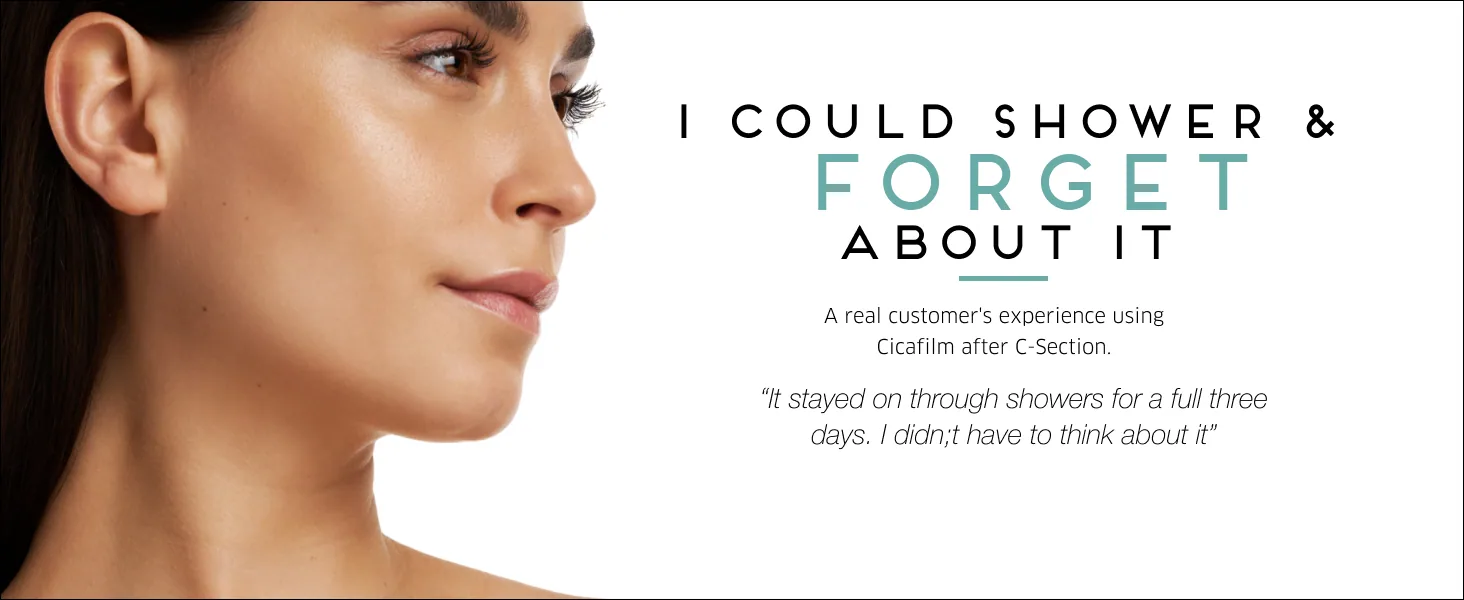 I COULD SHOWER &
FORGET
ABOUT IT
A real customer's experience using
Cicafilm after C-Section.
“It stayed on through showers for a full three
days. I didn;t have to think about it”